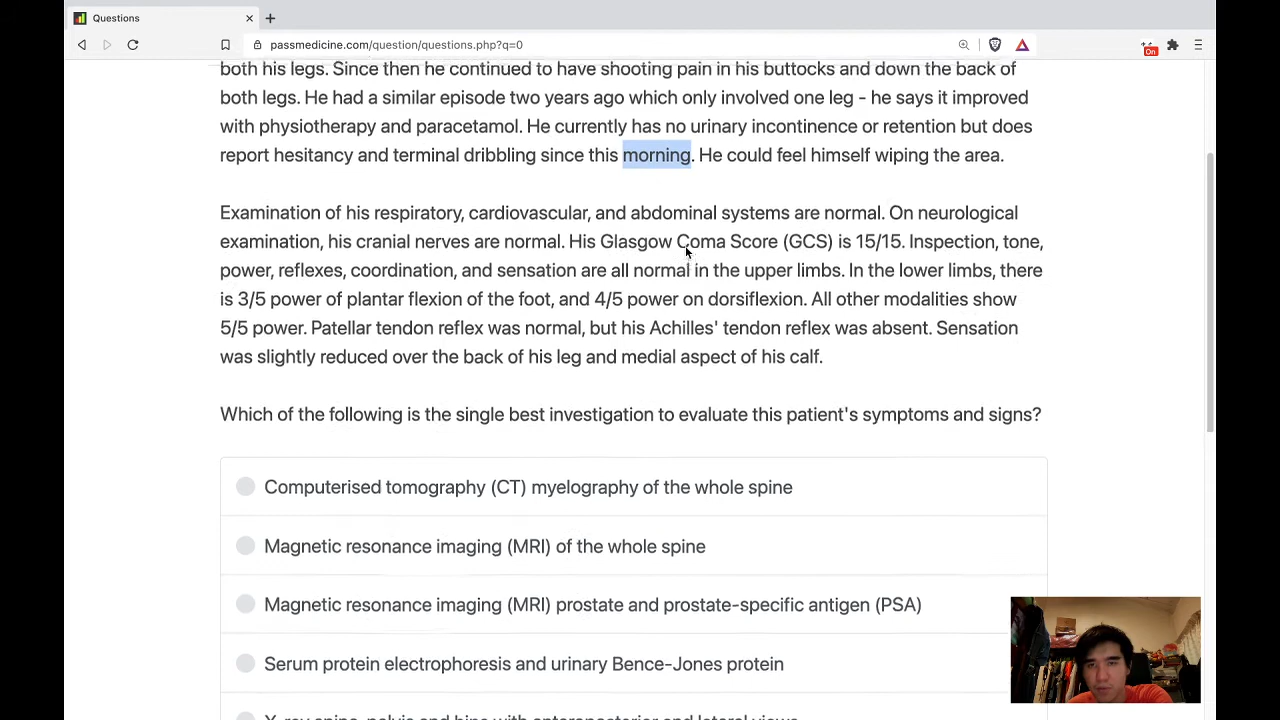 Questions
passmedicine.com/question/questions.php?q=0
On
both his legs. Since then he continued to have shooting pain in his buttocks and down the back of
both legs. He had a similar episode two years ago which only involved one leg - he says it improved
with physiotherapy and paracetamol. He currently has no urinary incontinence or retention but does
report hesitancy and terminal dribbling since this morning. He could feel himself wiping the area.
Examination of his respiratory, cardiovascular, and abdominal systems are normal. On neurological
examination, his cranial nerves are normal. His Glasgow Coma Score (GCS) is 15/15. Inspection, tone,
power, reflexes, coordination, and sensation are all normal in the upper limbs. In the lower limbs, there
is 3/5 power of plantar flexion of the foot, and 4/5 power on dorsiflexion. All other modalities show
5/5 power. Patellar tendon reflex was normal, but his Achilles' tendon reflex was absent. Sensation
was slightly reduced over the back of his leg and medial aspect of his calf.
Which of the following is the single best investigation to evaluate this patient's symptoms and signs?
Computerised tomography (CT) myelography of the whole spine
Magnetic resonance imaging (MRI) of the whole spine
Magnetic resonance imaging (MRI) prostate and prostate-specific antigen (PSA)
Serum protein electrophoresis and urinary Bence-Jones protein
X-ray spine, pelvis and hips with anteroposterior and lateral views